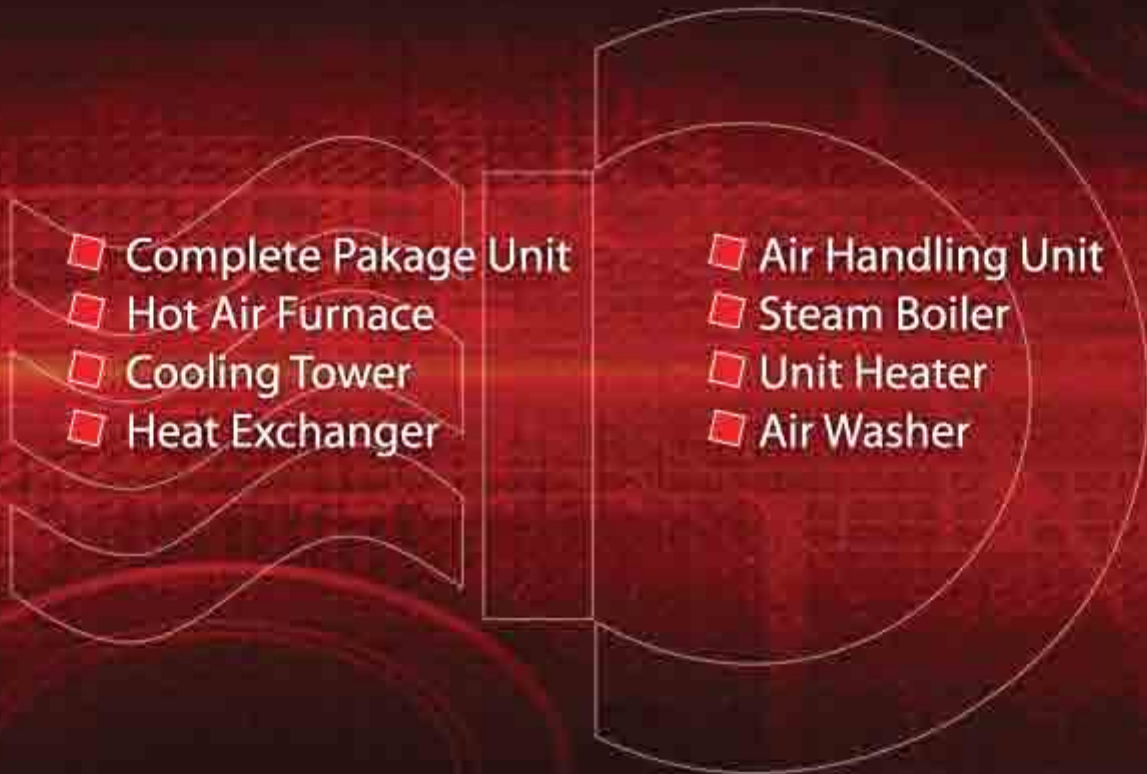 Complete Pakage Unit
Hot Air Furnace
Cooling Tower
Heat Exchanger
Air Handling Unit
Steam Boiler
Unit Heater
Air Washer